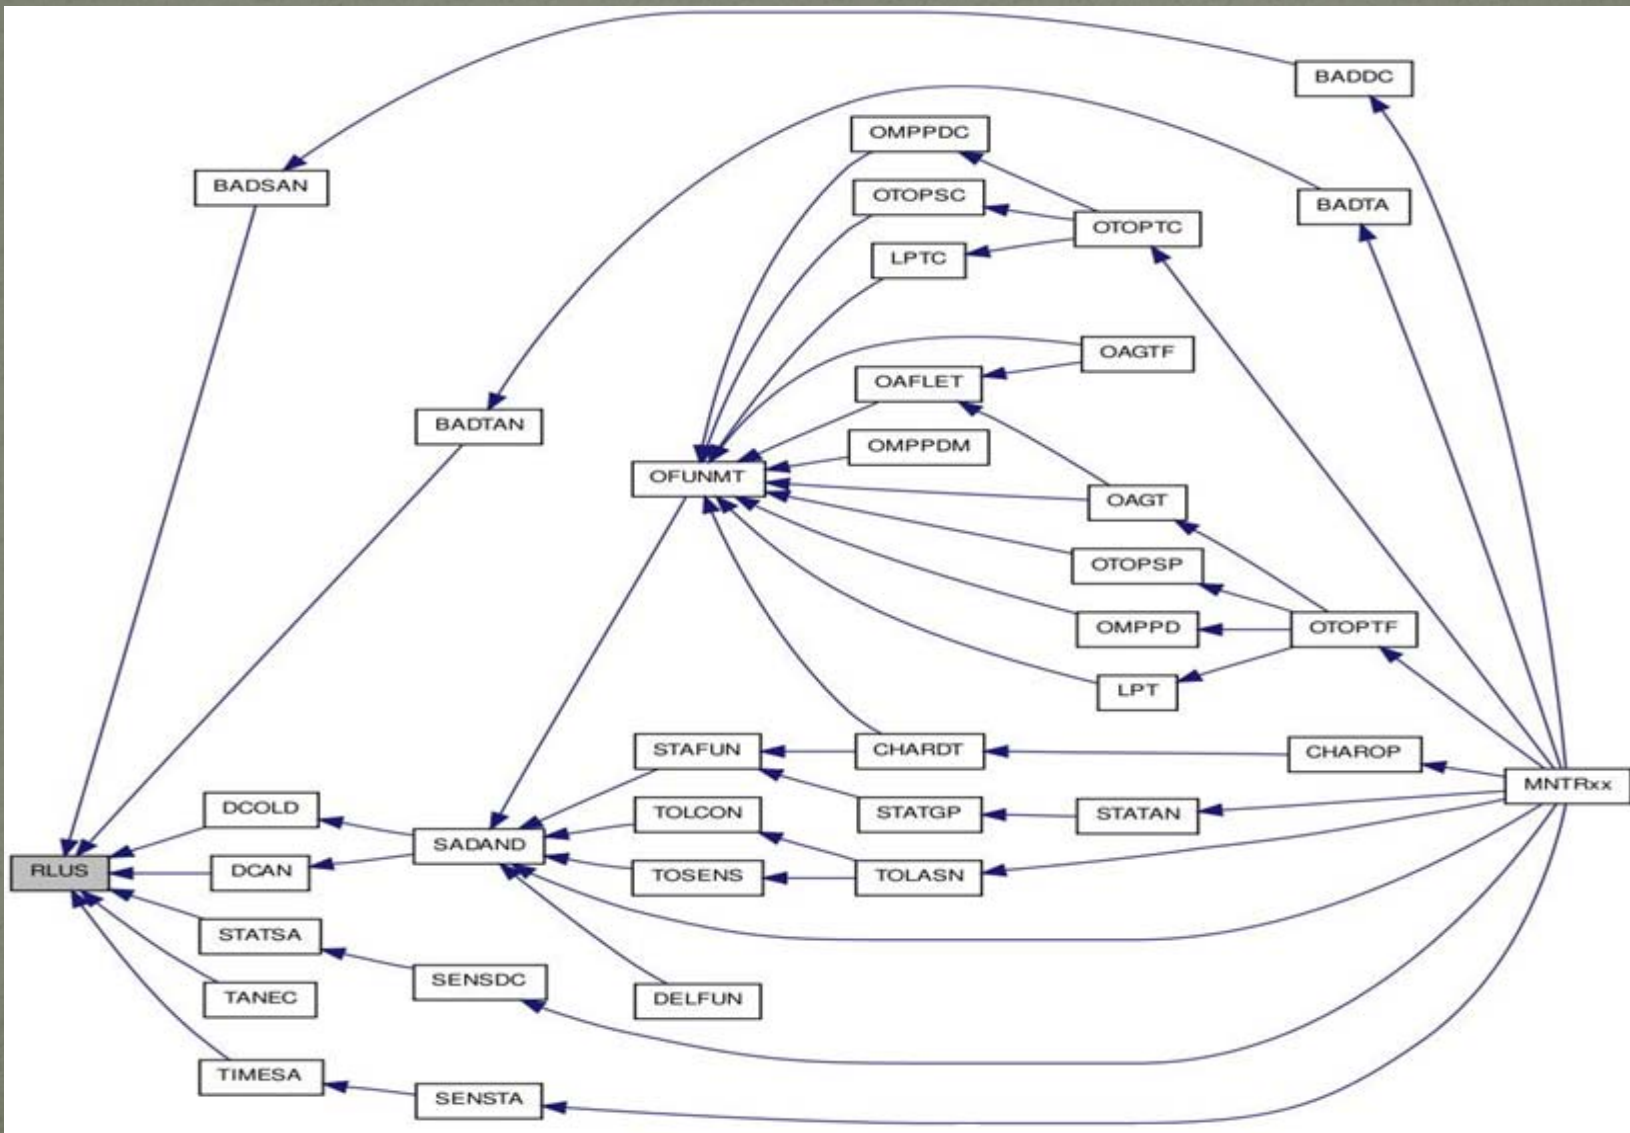 BADDC
OMPPDC
BADSAN
OTOPSC
BADTA
OTOPTC
LPTC
OAGTF
OAFLET
BADTAN
OMPPDM
OFUNMT
OAGT
OTOPSP
OMPPD
OTOPTF
LPT
STAFUN
CHARDT
CHAROP
MNTRxx
DCOLD
TOLCON
STATGP
STATAN
SADAND
RLUS
DCAN
TOSENS
TOLASN
STATSA
SENSDC
TANEC
DELFUN
TIMESA
SENSTA